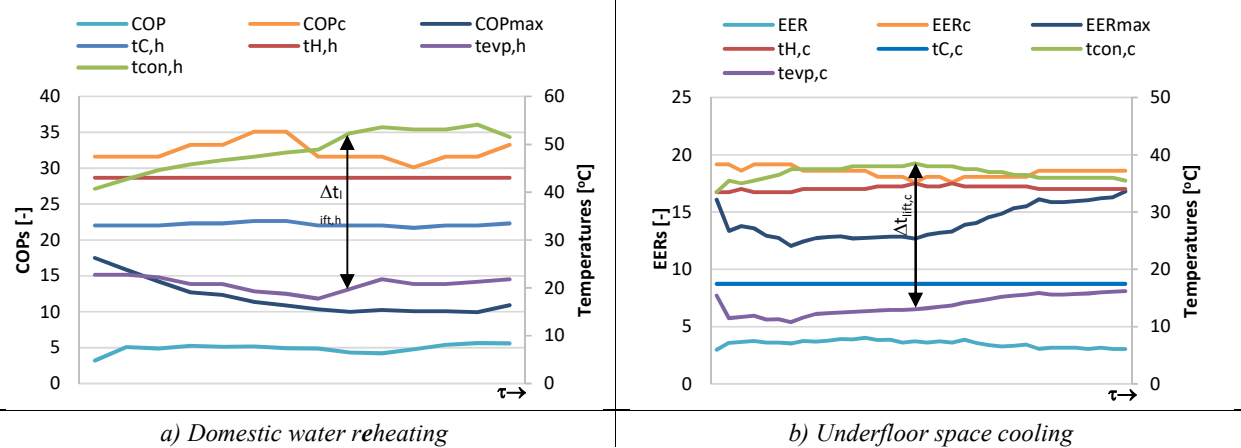 COP COPc COPmax
tC,h tH,h tevp,h
tcon,h
40
35
30
25
20
15
10
5
0
COPs [-]
60
50
40
30
20
10
0
Temperatures [°C]
Δtl
ift,h
τ→
a) Domestic water reheating
EER EERc EERmax
tH,c tC,c tcon,c
tevp,c
25
20
15
10
5
0
EERs [-]
50
40
30
20
10
0
Temperatures [°C]
Δtlift,c
τ→
b) Underfloor space cooling